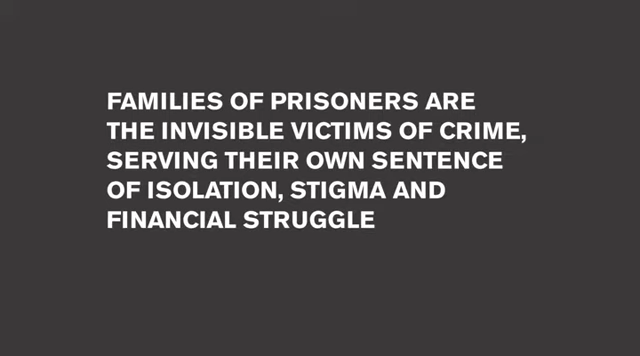 FAMILIES OF PRISONERS ARE
THE INVISIBLE VICTIMS OF CRIME,
SERVING THEIR OWN SENTENCE
OF ISOLATION, STIGMA AND
FINANCIAL STRUGGLE